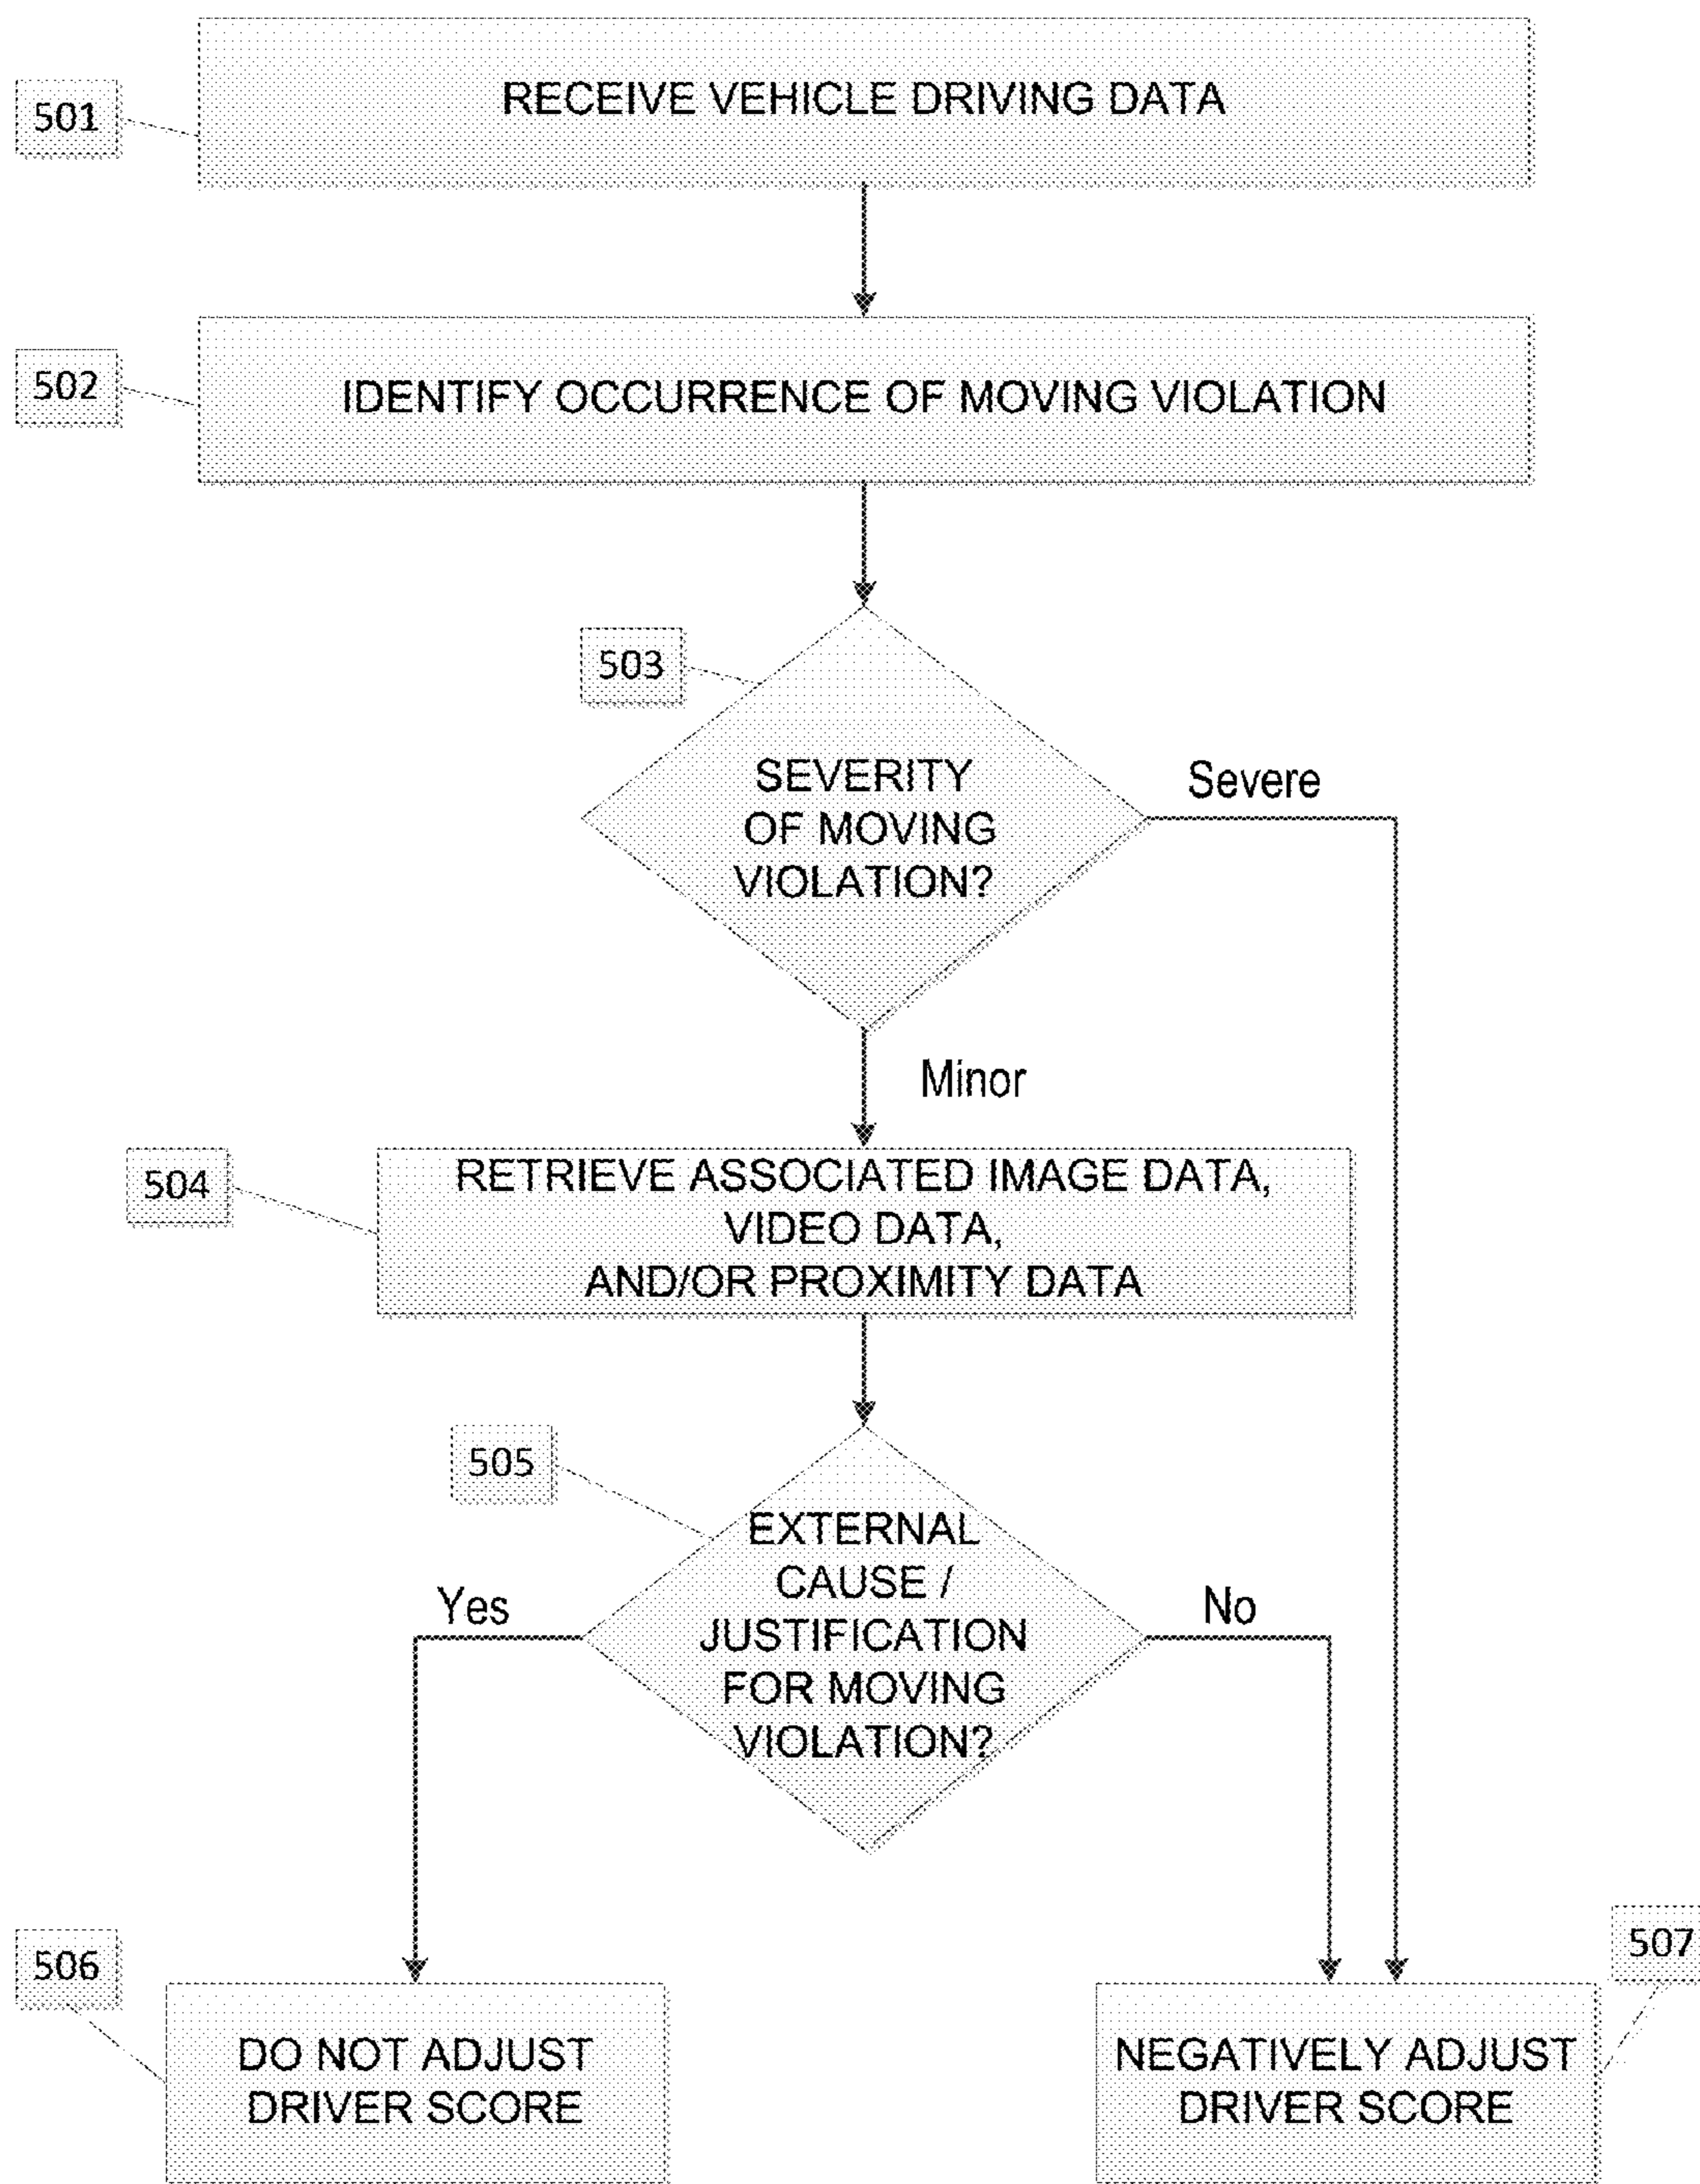 501
RECEIVE VEHICLE DRIVING DATA
502
IDENTIFY OCCURRENCE OF MOVING VIOLATION
503
SEVERITY
OF MOVING
VIOLATION?
Severe
Minor
504
RETRIEVE ASSOCIATED IMAGE DATA,
VIDEO DATA,
AND/OR PROXIMITY DATA
505
EXTERNAL
CAUSE /
JUSTIFICATION
FOR MOVING
VIOLATION?
Yes
No
506
DO NOT ADJUST
DRIVER SCORE
507
NEGATIVELY ADJUST
DRIVER SCORE